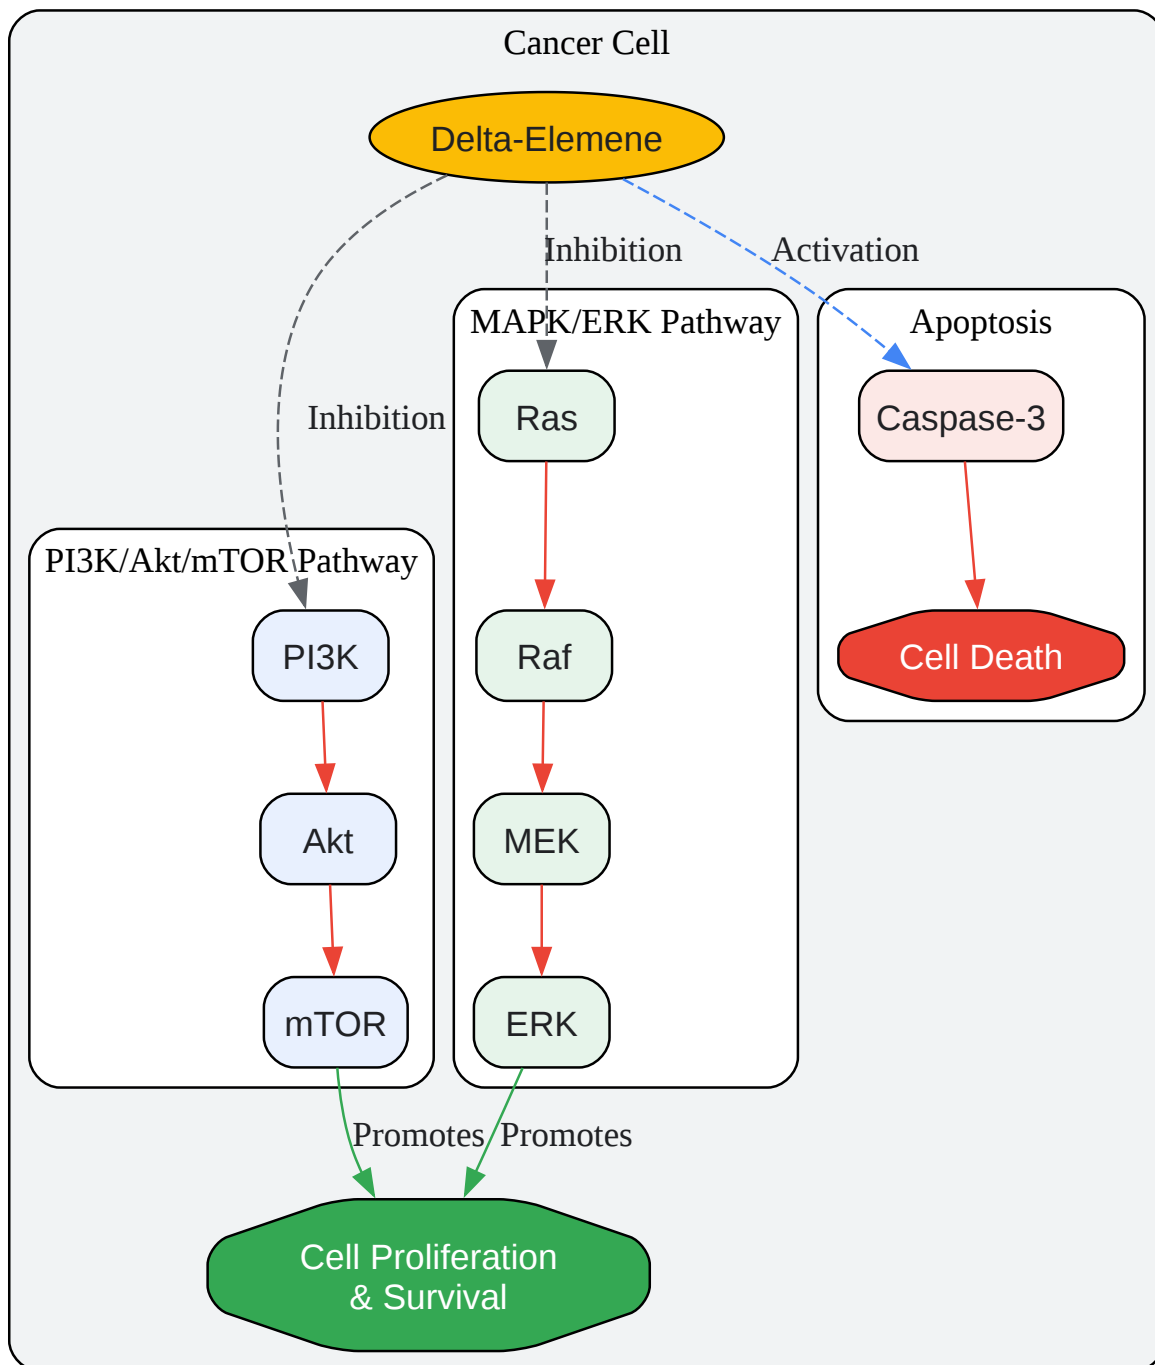 Cancer Cell
Delta-Elemene
Inhibition
Activation
MAPK/ERK Pathway
Apoptosis
Ras
Caspase-3
Inhibition
PI3K/Akt/mTOR Pathway
PI3K
Raf
Cell Death
Akt
MEK
mTOR
ERK
Promotes
Promotes
Cell Proliferation
& Survival